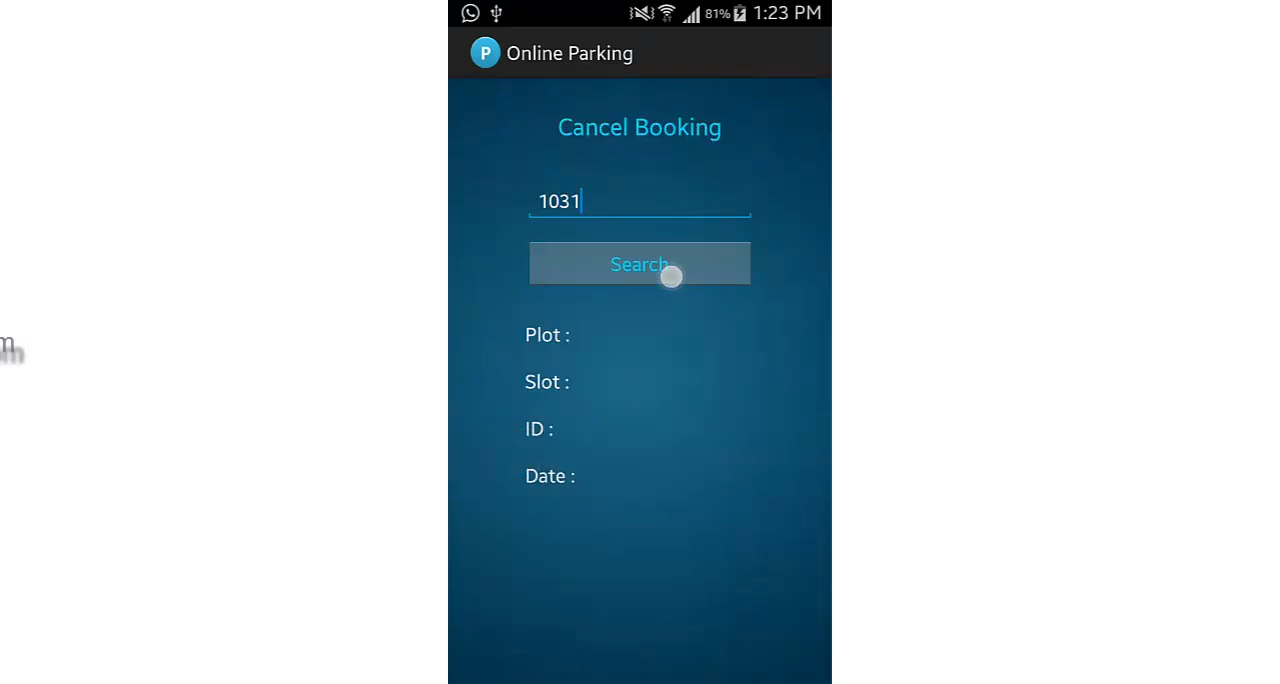 81% 1:23 PM
P Online Parking
Cancel Booking
1031
Search
Plot :
Slot :
ID :
Date :